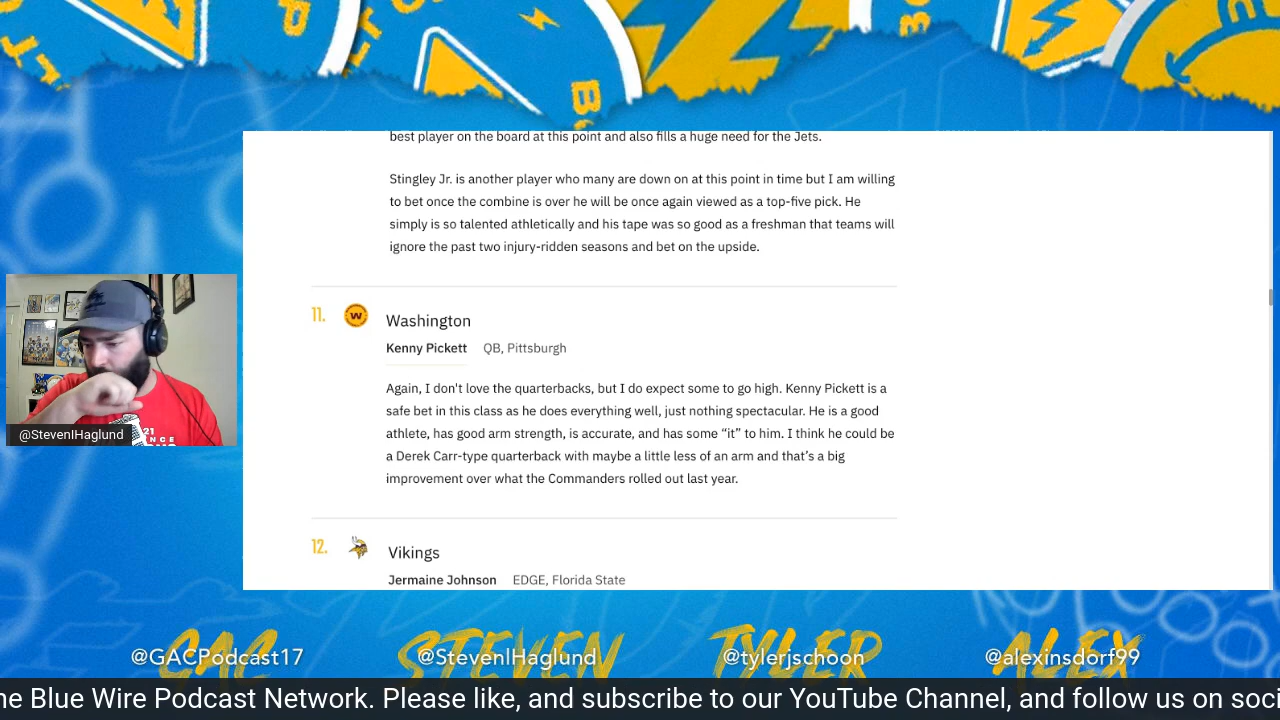 best player on the board at this point and also fills a huge need for the Jets.
Stingley Jr. is another player who many are down on at this point in time but I am willing
to bet once the combine is over he will be once again viewed as a top-five pick. He
simply is so talented athletically and his tape was so good as a freshman that teams will
ignore the past two injury-ridden seasons and bet on the upside.
11. W Washington
Kenny Pickett QB, Pittsburgh
Again, I don't love the quarterbacks, but I do expect some to go high. Kenny Pickett is a
safe bet in this class as he does everything well, just nothing spectacular. He is a good
athlete, has good arm strength, is accurate, and has some “it” to him. I think he could be
a Derek Carr-type quarterback with maybe a little less of an arm and that’s a big
improvement over what the Commanders rolled out last year.
12. Vikings
Jermaine Johnson EDGE, Florida State
@StevenIHaglund
GAC STEVEN TYLER ALEX
@GACPodcast17 @StevenIHaglund @tylerjschoon @alexinsdorf99
he Blue Wire Podcast Network. Please like, and subscribe to our YouTube Channel, and follow us on soci